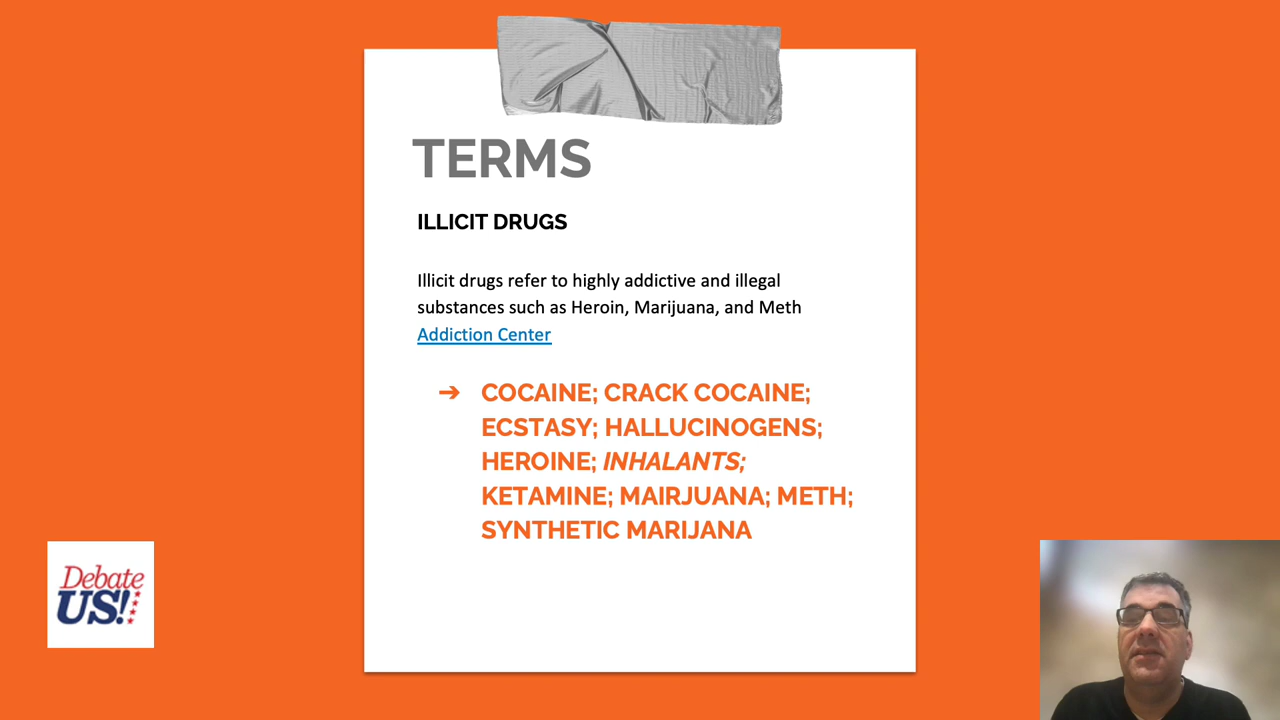 TERMS
ILLICIT DRUGS
Illicit drugs refer to highly addictive and illegal
substances such as Heroin, Marijuana, and Meth
Addiction Center
➔ COCAINE; CRACK COCAINE;
ECSTASY; HALLUCINOGENS;
HEROINE; INHALANTS;
KETAMINE; MAIRJUANA; METH;
SYNTHETIC MARIJANA
Debate
US!